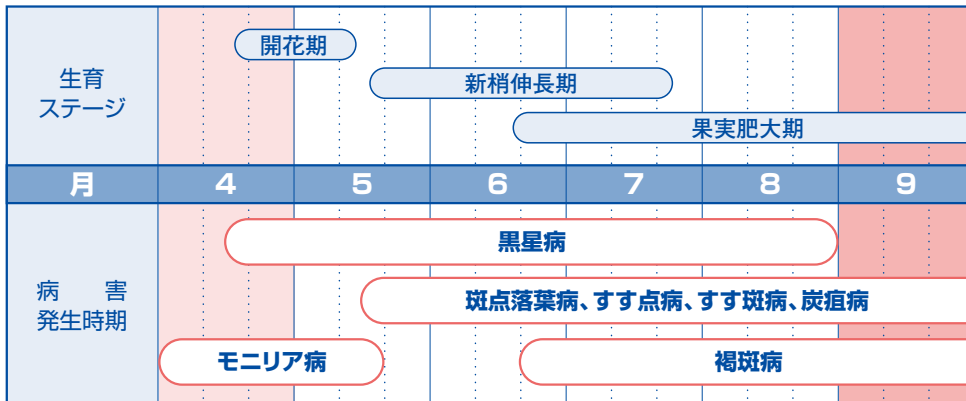 生育
ステージ
開花期
新梢伸長期
果実肥大期
月 4 5 6 7 8 9
病 害
発生時期
黒星病
斑点落葉病、すす点病、すす斑病、炭疽病
モニリア病
褐斑病